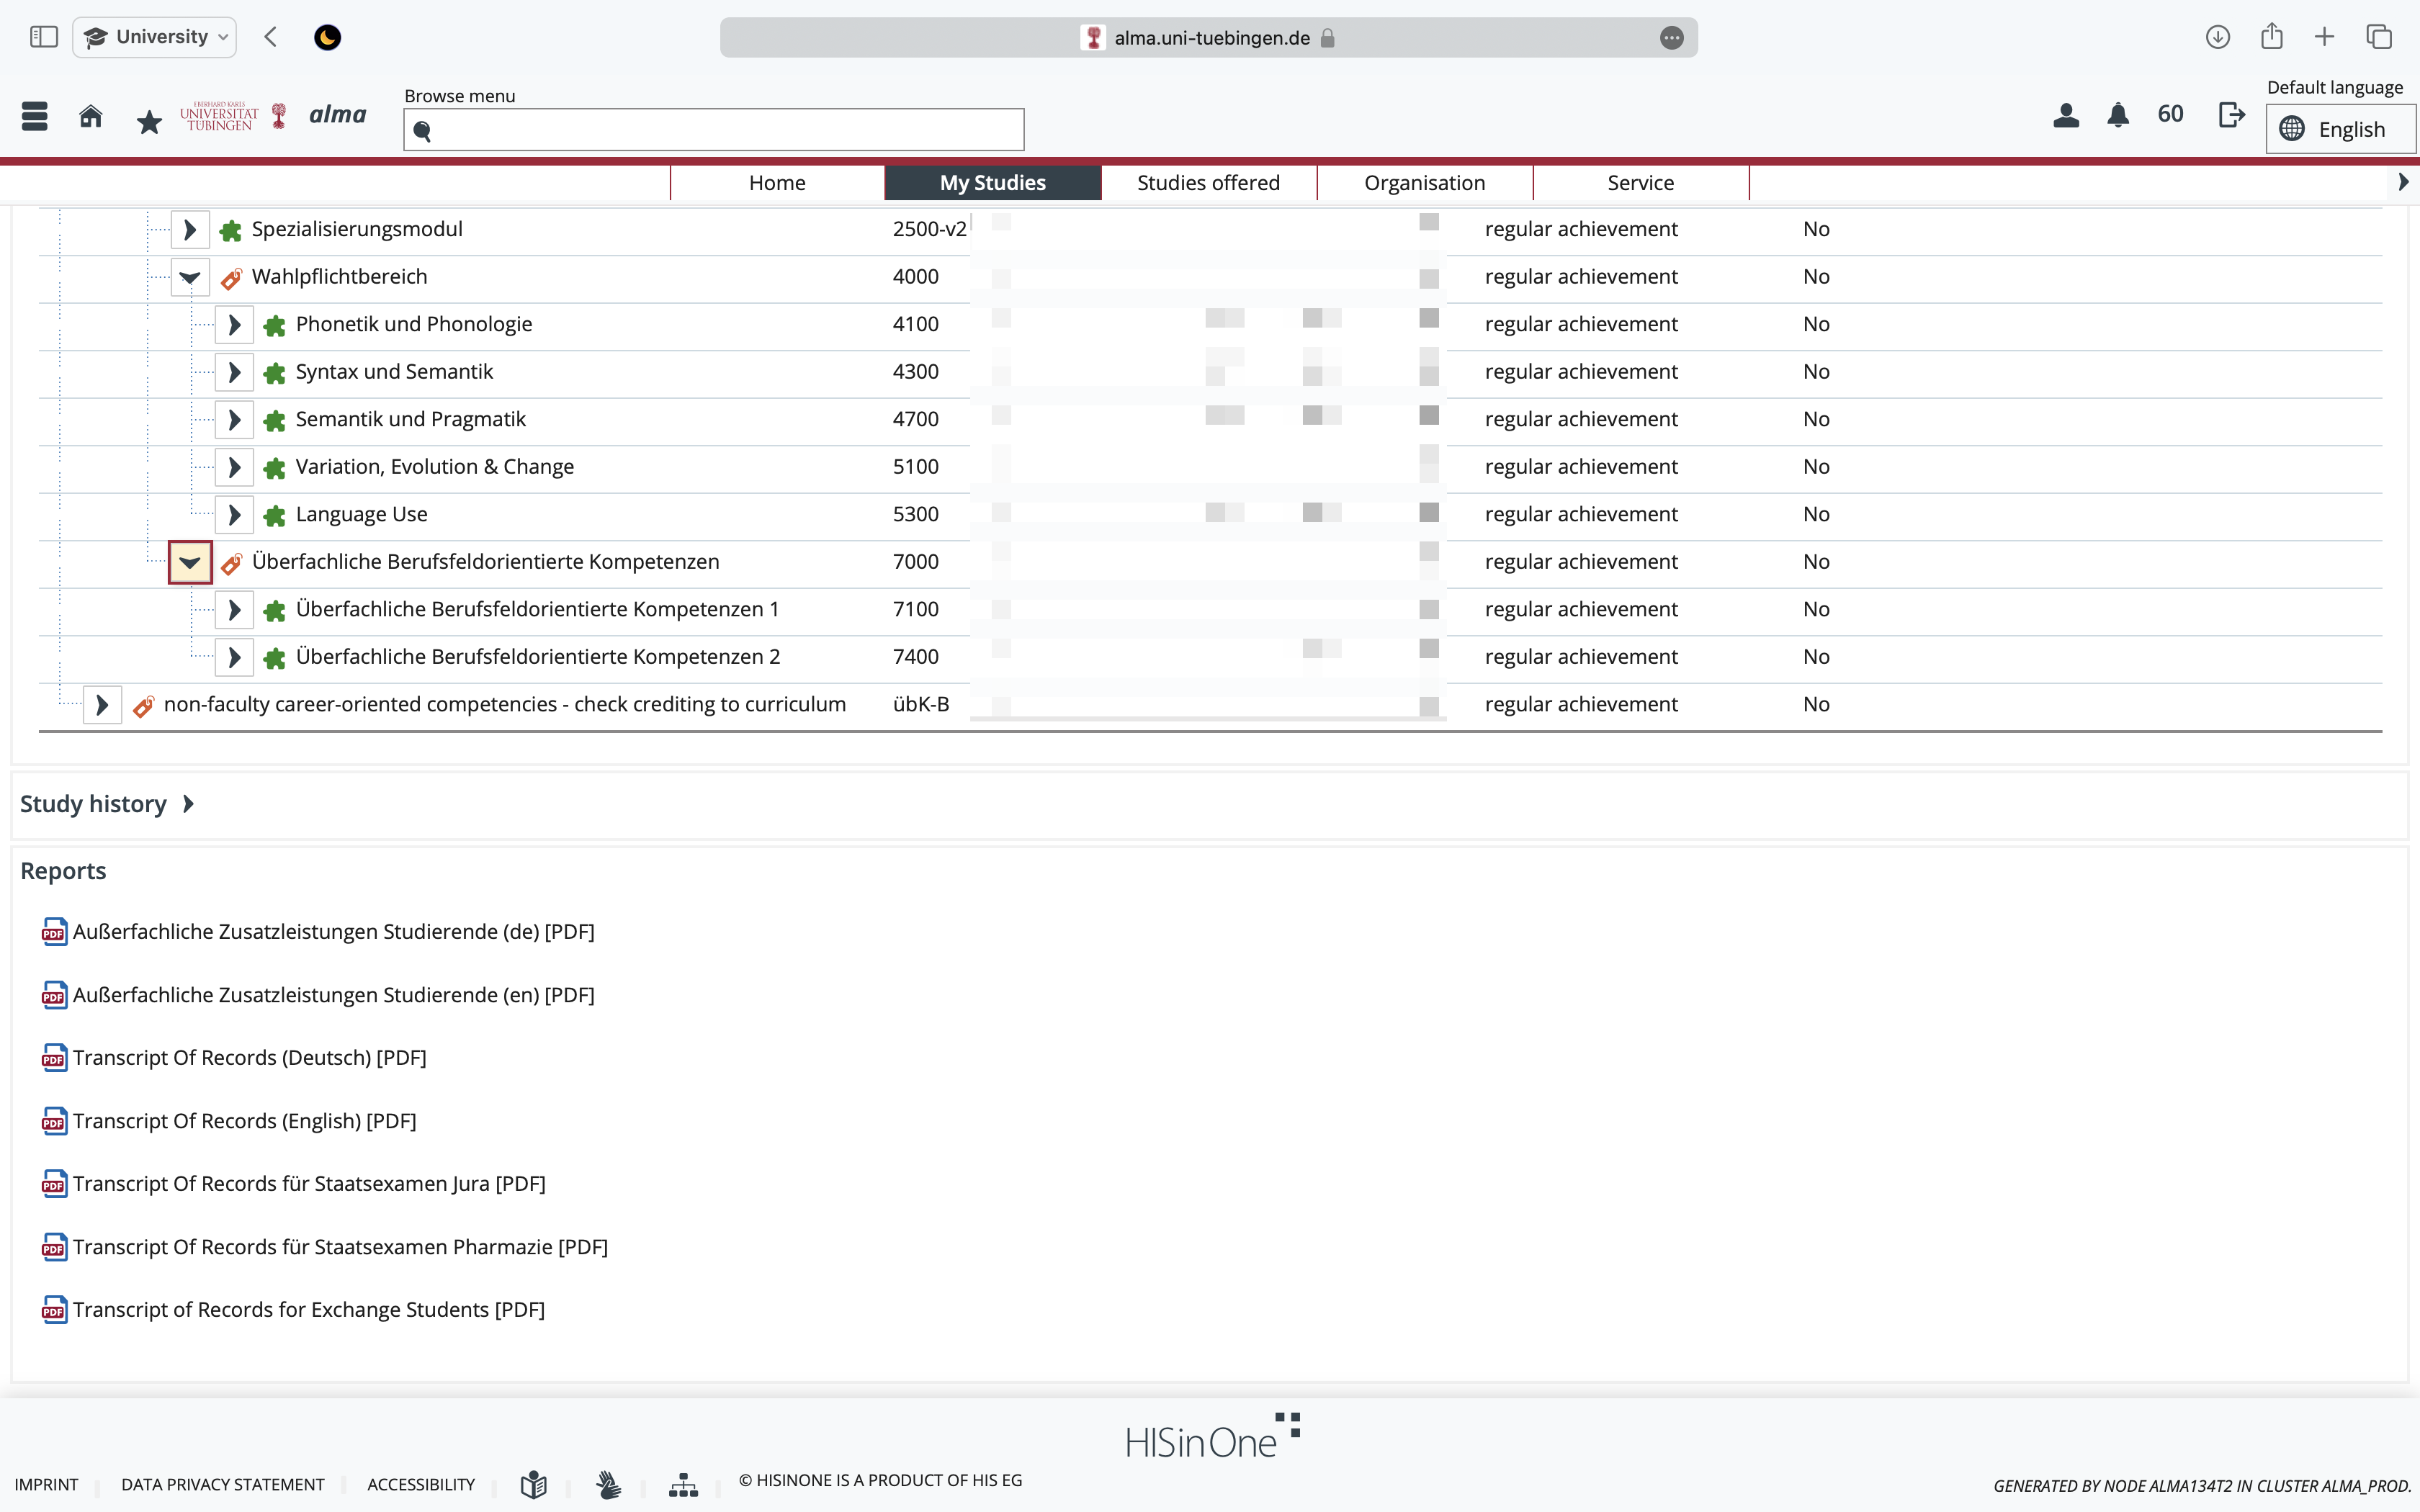 University
alma.uni-tuebingen.de
EBERHARD KARLS
UNIVERSITÄT
TÜBINGEN
alma
Browse menu
60
Default language
English
Home
My Studies
Studies offered
Organisation
Service
Spezialisierungsmodul 2500-v2 regular achievement No
Wahlpflichtbereich 4000 regular achievement No
Phonetik und Phonologie 4100 regular achievement No
Syntax und Semantik 4300 regular achievement No
Semantik und Pragmatik 4700 regular achievement No
Variation, Evolution & Change 5100 regular achievement No
Language Use 5300 regular achievement No
Überfachliche Berufsfeldorientierte Kompetenzen 7000 regular achievement No
Überfachliche Berufsfeldorientierte Kompetenzen 1 7100 regular achievement No
Überfachliche Berufsfeldorientierte Kompetenzen 2 7400 regular achievement No
non-faculty career-oriented competencies - check crediting to curriculum übK-B regular achievement No
Study history
Reports
PDF Außerfachliche Zusatzleistungen Studierende (de) [PDF]
PDF Außerfachliche Zusatzleistungen Studierende (en) [PDF]
PDF Transcript Of Records (Deutsch) [PDF]
PDF Transcript Of Records (English) [PDF]
PDF Transcript Of Records für Staatsexamen Jura [PDF]
PDF Transcript Of Records für Staatsexamen Pharmazie [PDF]
PDF Transcript of Records for Exchange Students [PDF]
HISinOne
IMPRINT
DATA PRIVACY STATEMENT
ACCESSIBILITY
© HISINONE IS A PRODUCT OF HIS EG
GENERATED BY NODE ALMA134T2 IN CLUSTER ALMA_PROD.